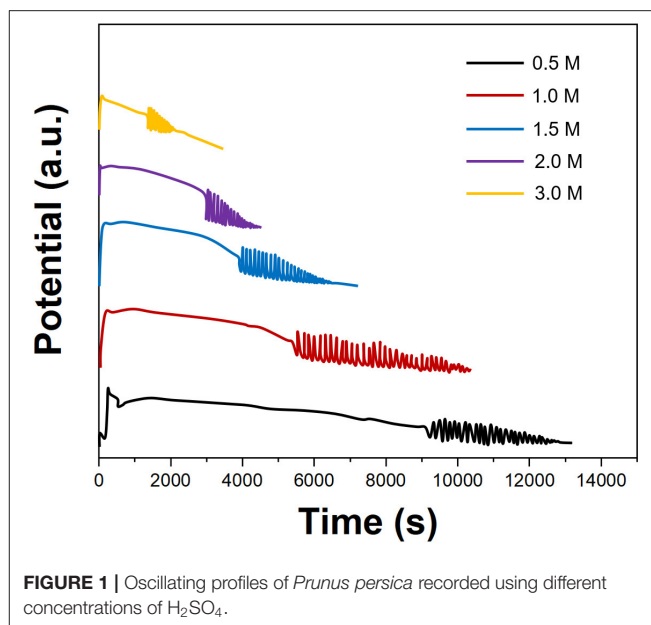 0.5 M
1.0 M
1.5 M
2.0 M
3.0 M
Potential (a.u.)
0 2000 4000 6000 8000 10000 12000 14000
Time (s)
FIGURE 1 | Oscillating profiles of Prunus persica recorded using different
concentrations of H₂SO₄.